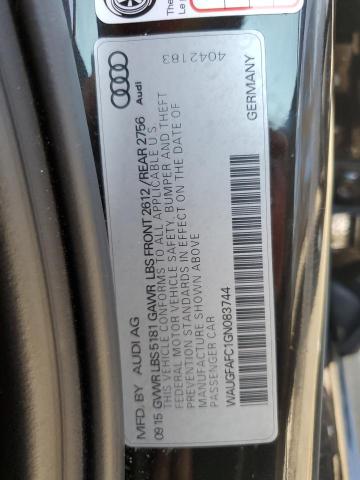 MFD. BY AUDI AG
09 15 GVWR LBS 5181 GAWR LBS FRONT 2612/REAR 2756
THIS VEHICLE CONFORMS TO ALL APPLICABLE U.S.
FEDERAL MOTOR VEHICLE SAFETY, BUMPER AND THEFT
PREVENTION STANDARDS IN EFFECT ON THE DATE OF
MANUFACTURE SHOWN ABOVE
PASSENGER CAR
WAUGFAFC1GN083744
GERMANY
Audi
4042183
The
Le